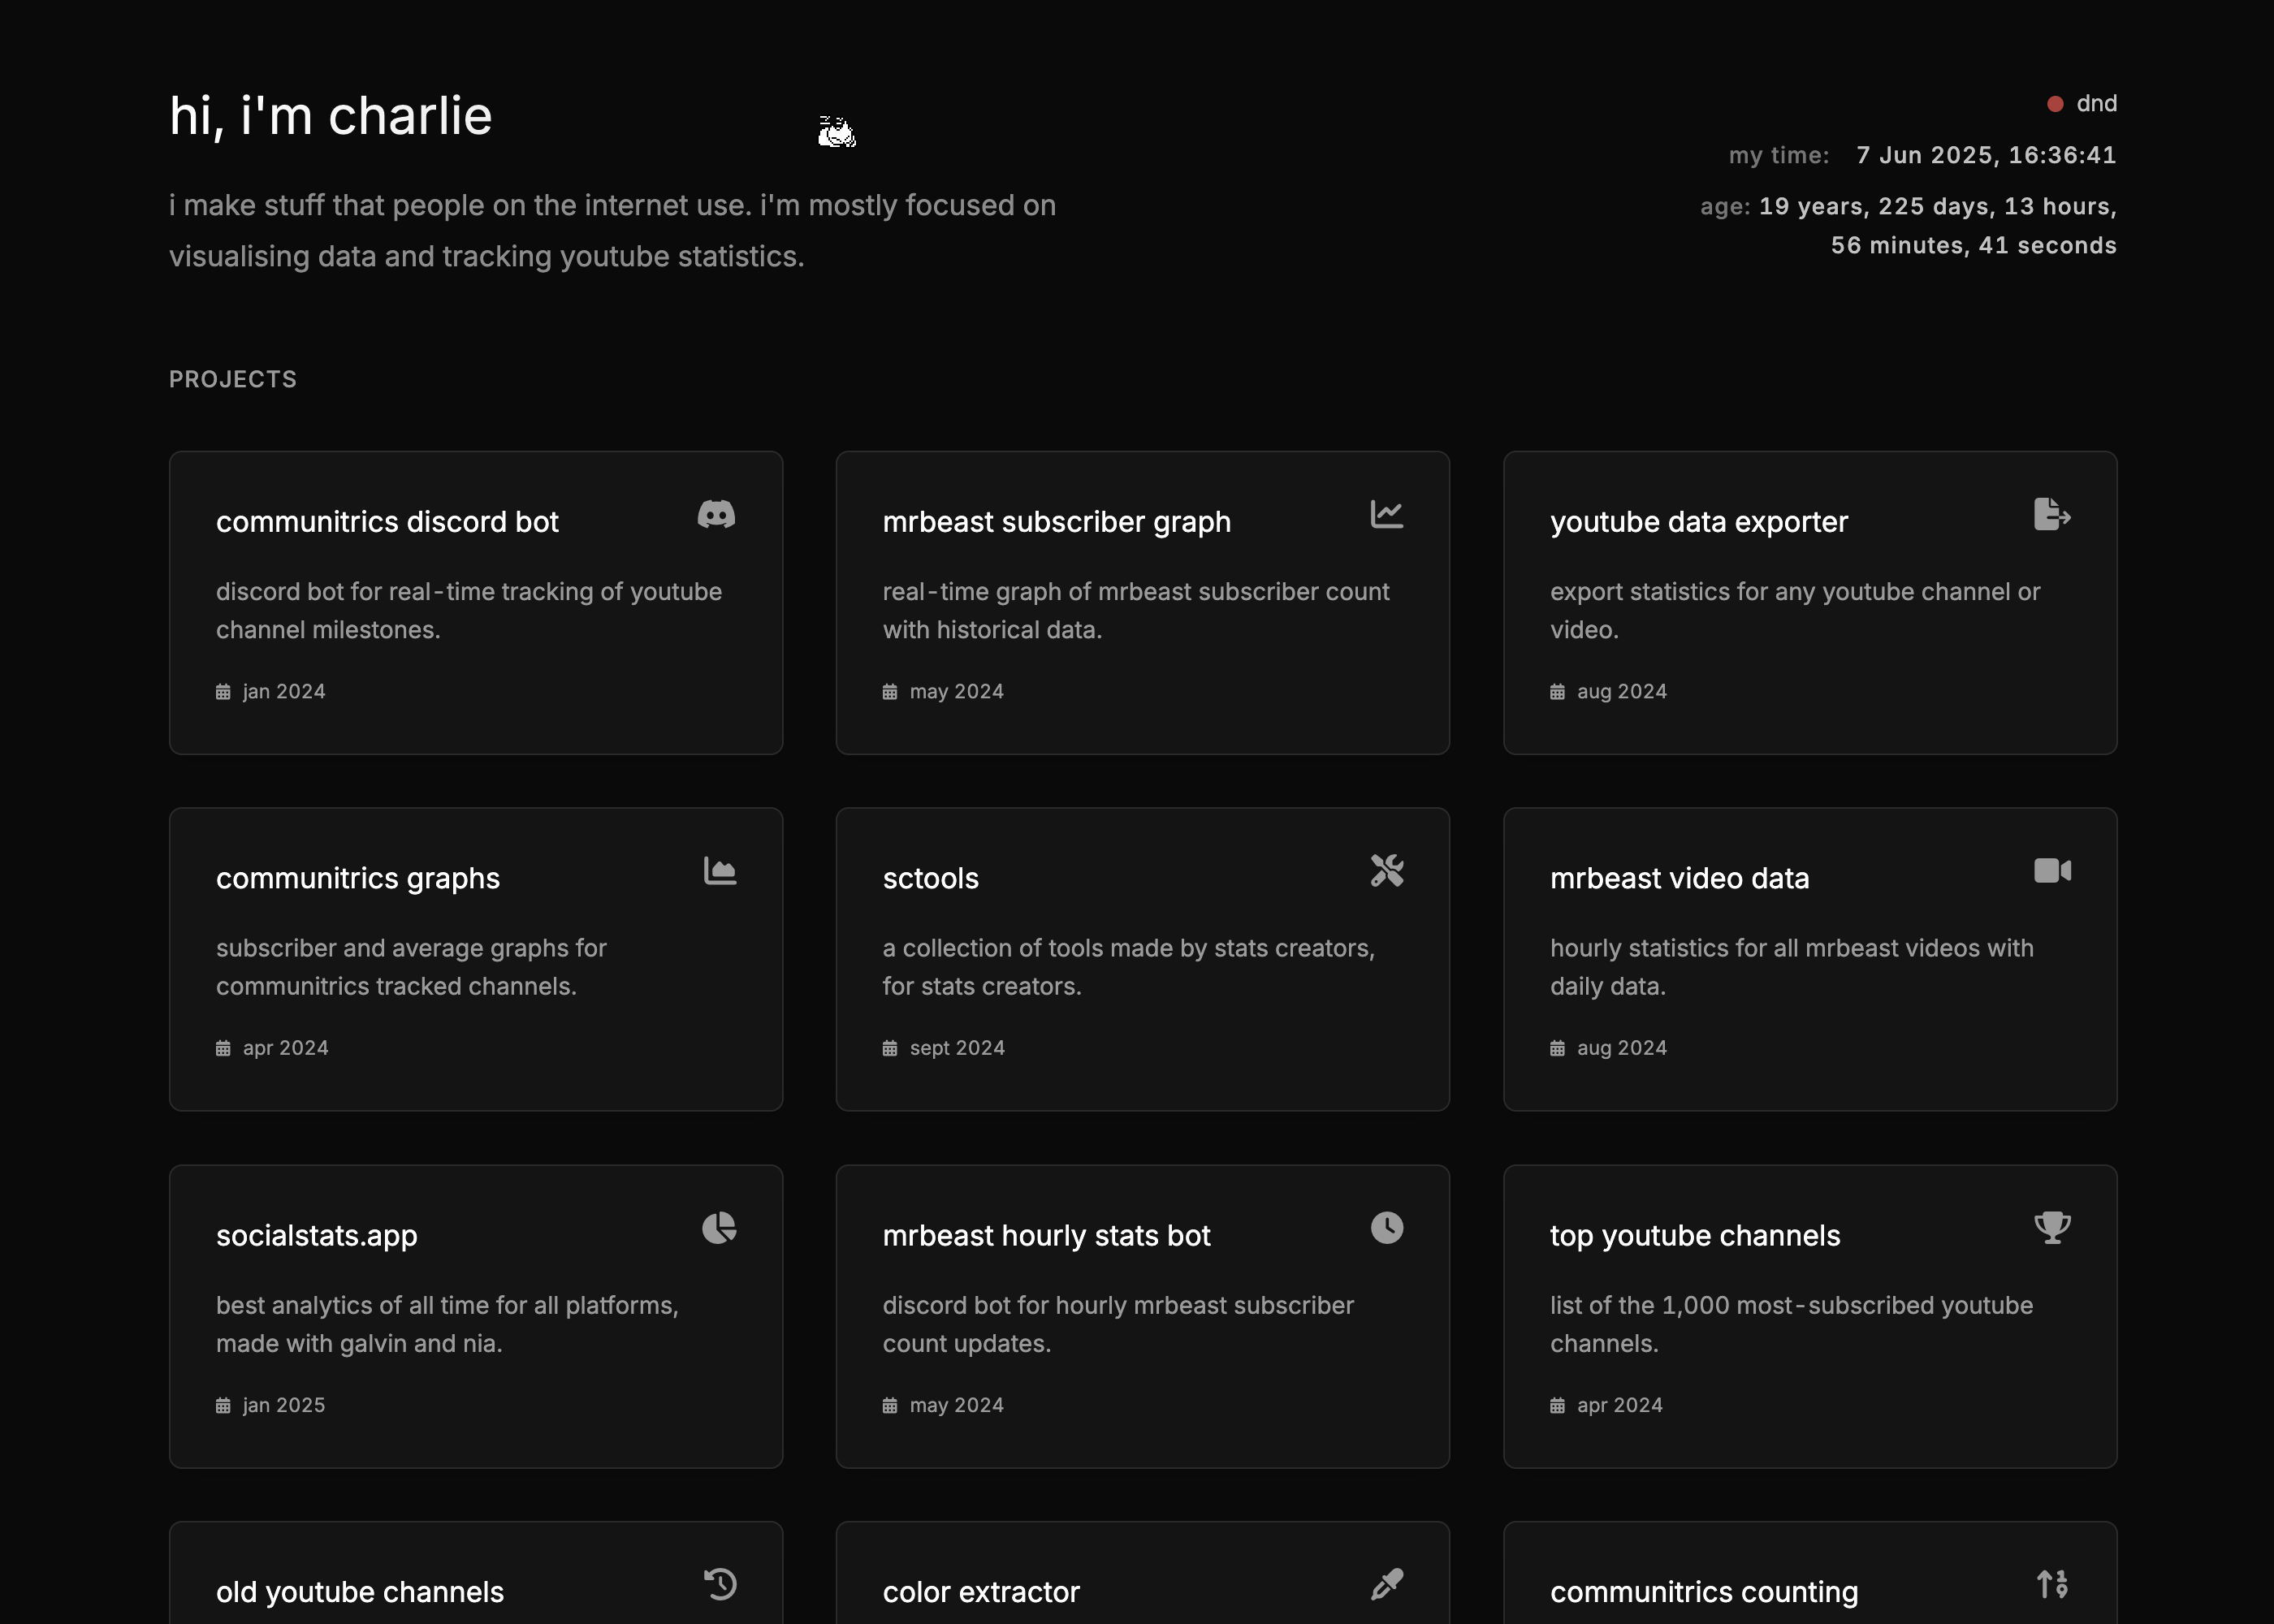 hi, i'm charlie
i make stuff that people on the internet use. i'm mostly focused on
visualising data and tracking youtube statistics.
dnd
my time: 7 Jun 2025, 16:36:41
age: 19 years, 225 days, 13 hours,
56 minutes, 41 seconds
PROJECTS
communitrics discord bot
discord bot for real-time tracking of youtube
channel milestones.
jan 2024
mrbeast subscriber graph
real-time graph of mrbeast subscriber count
with historical data.
may 2024
youtube data exporter
export statistics for any youtube channel or
video.
aug 2024
communitrics graphs
subscriber and average graphs for
communitrics tracked channels.
apr 2024
sctools
a collection of tools made by stats creators,
for stats creators.
sept 2024
mrbeast video data
hourly statistics for all mrbeast videos with
daily data.
aug 2024
socialstats.app
best analytics of all time for all platforms,
made with galvin and nia.
jan 2025
mrbeast hourly stats bot
discord bot for hourly mrbeast subscriber
count updates.
may 2024
top youtube channels
list of the 1,000 most-subscribed youtube
channels.
apr 2024
old youtube channels
color extractor
communitrics counting